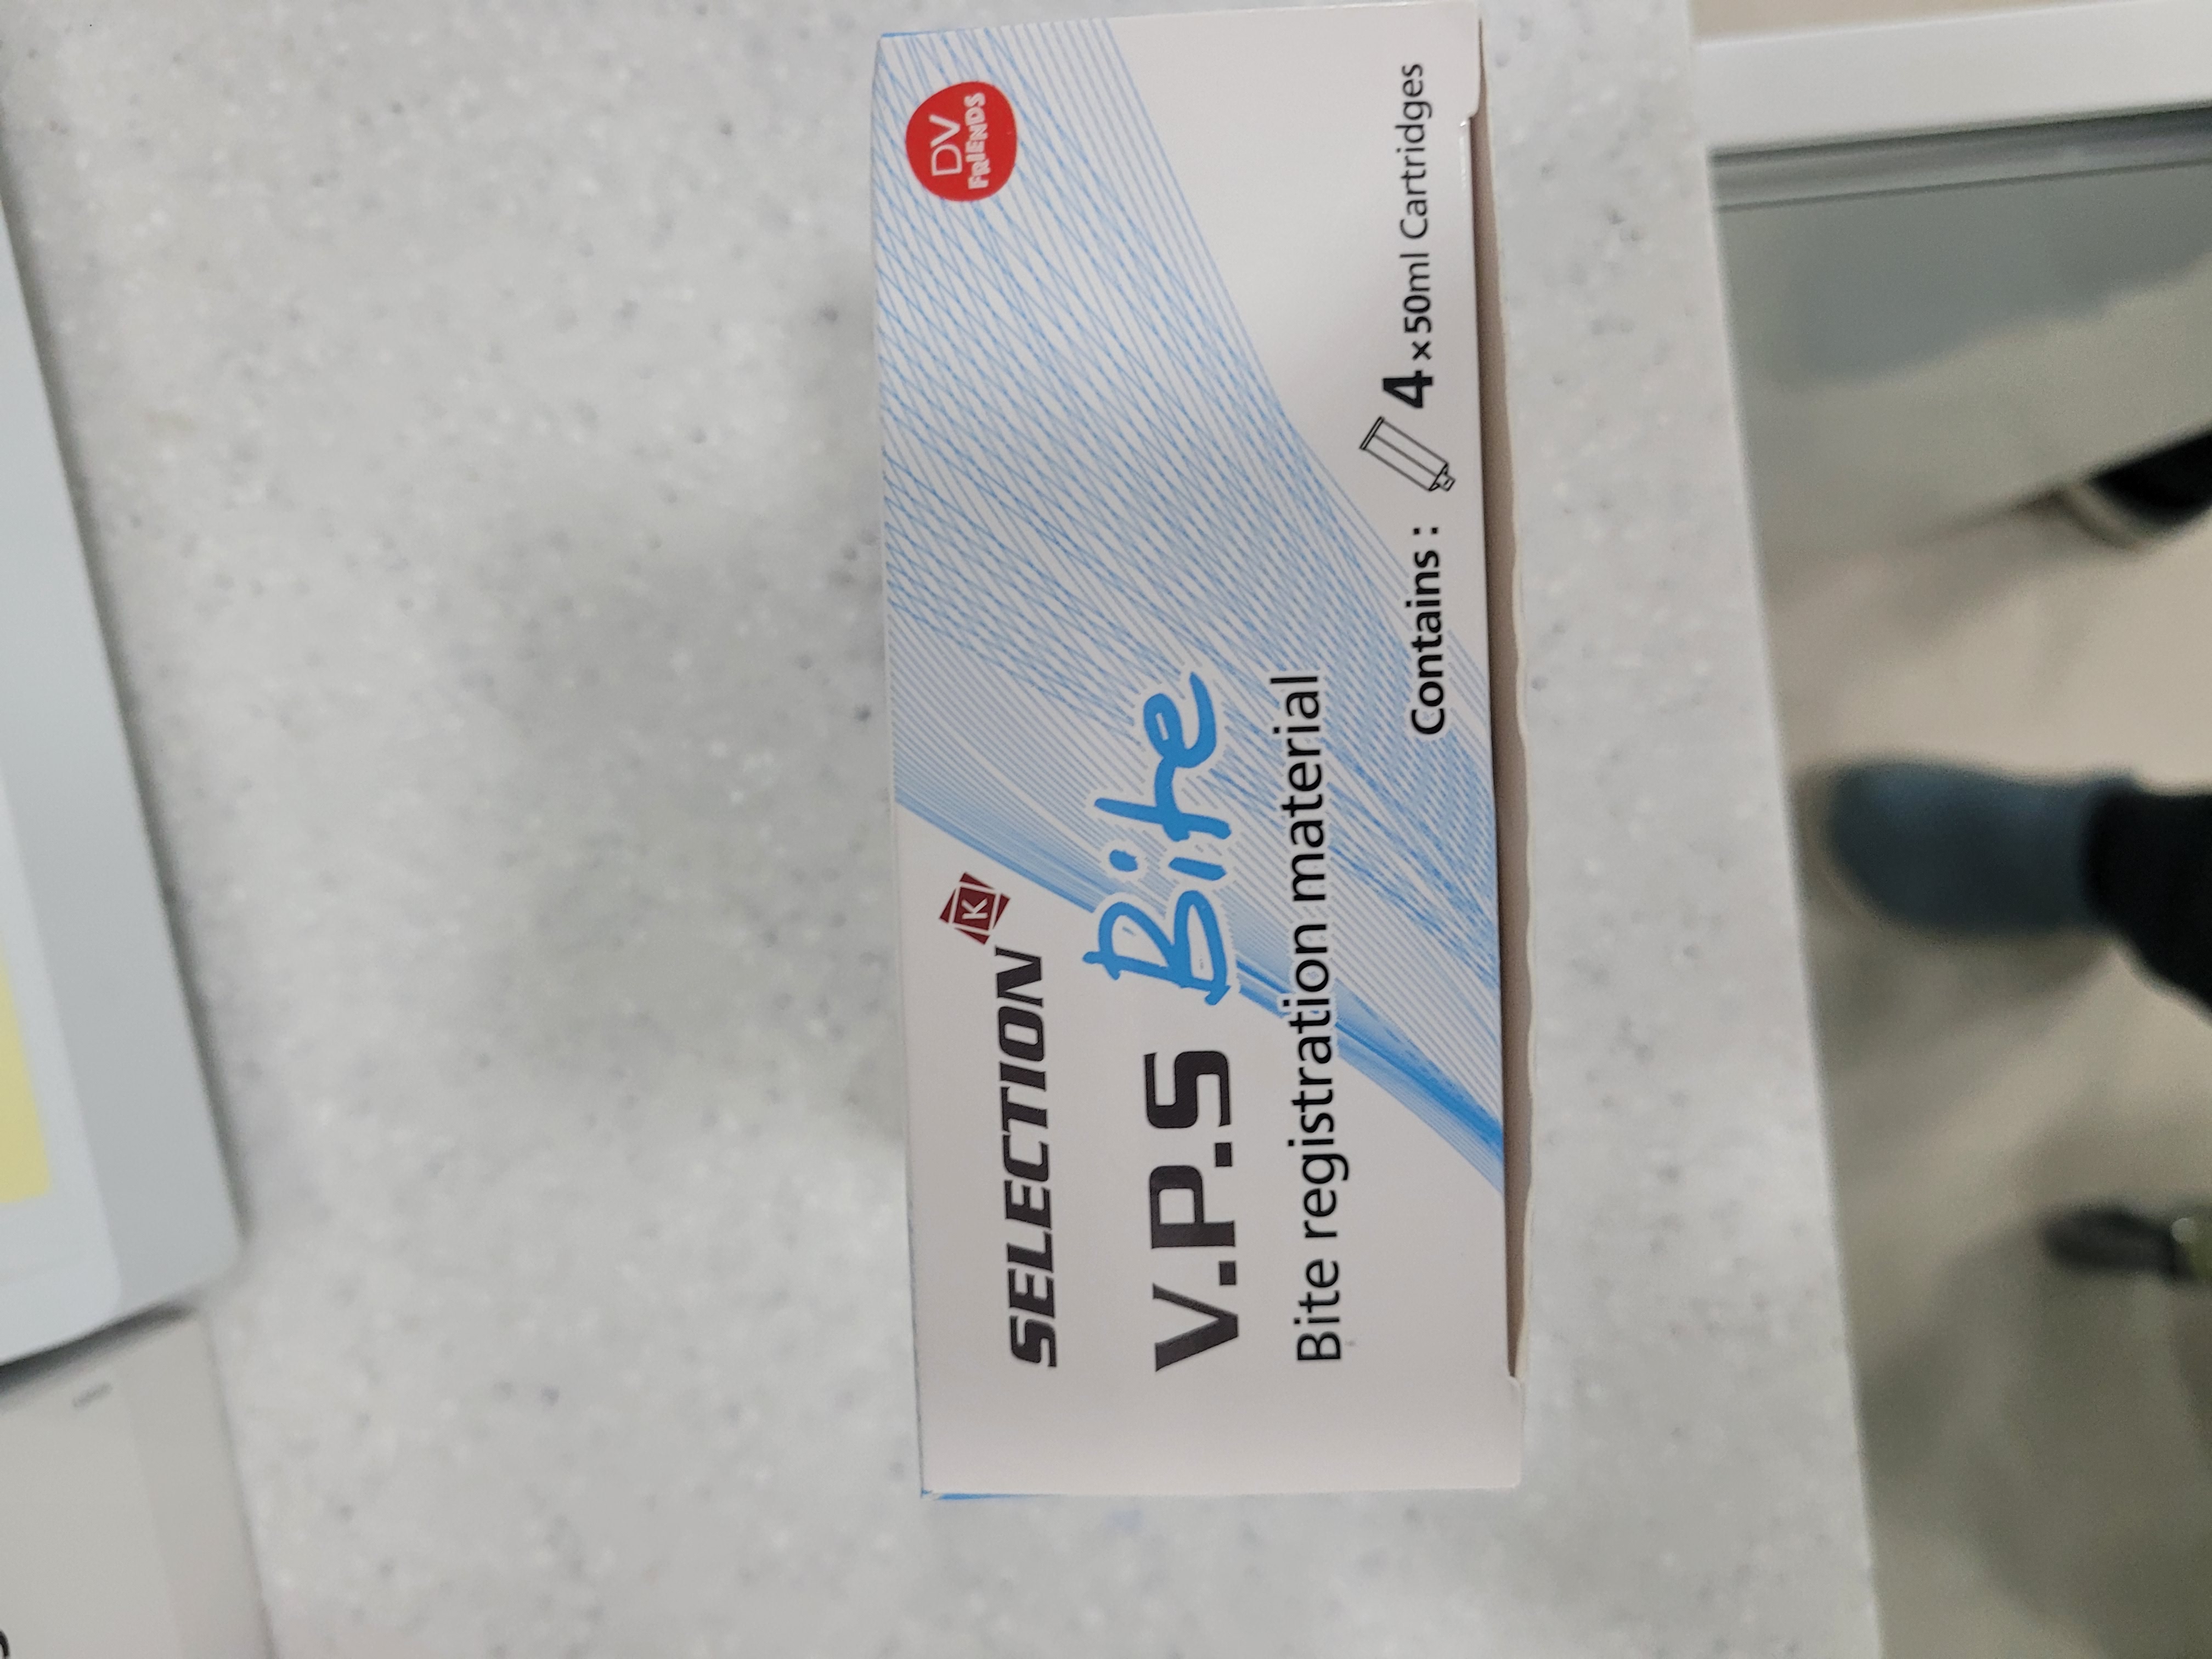 SELECTION K
DV
FRIENDS
V.P.S Bite
Bite registration material
Contains : 4 x 50ml Cartridges